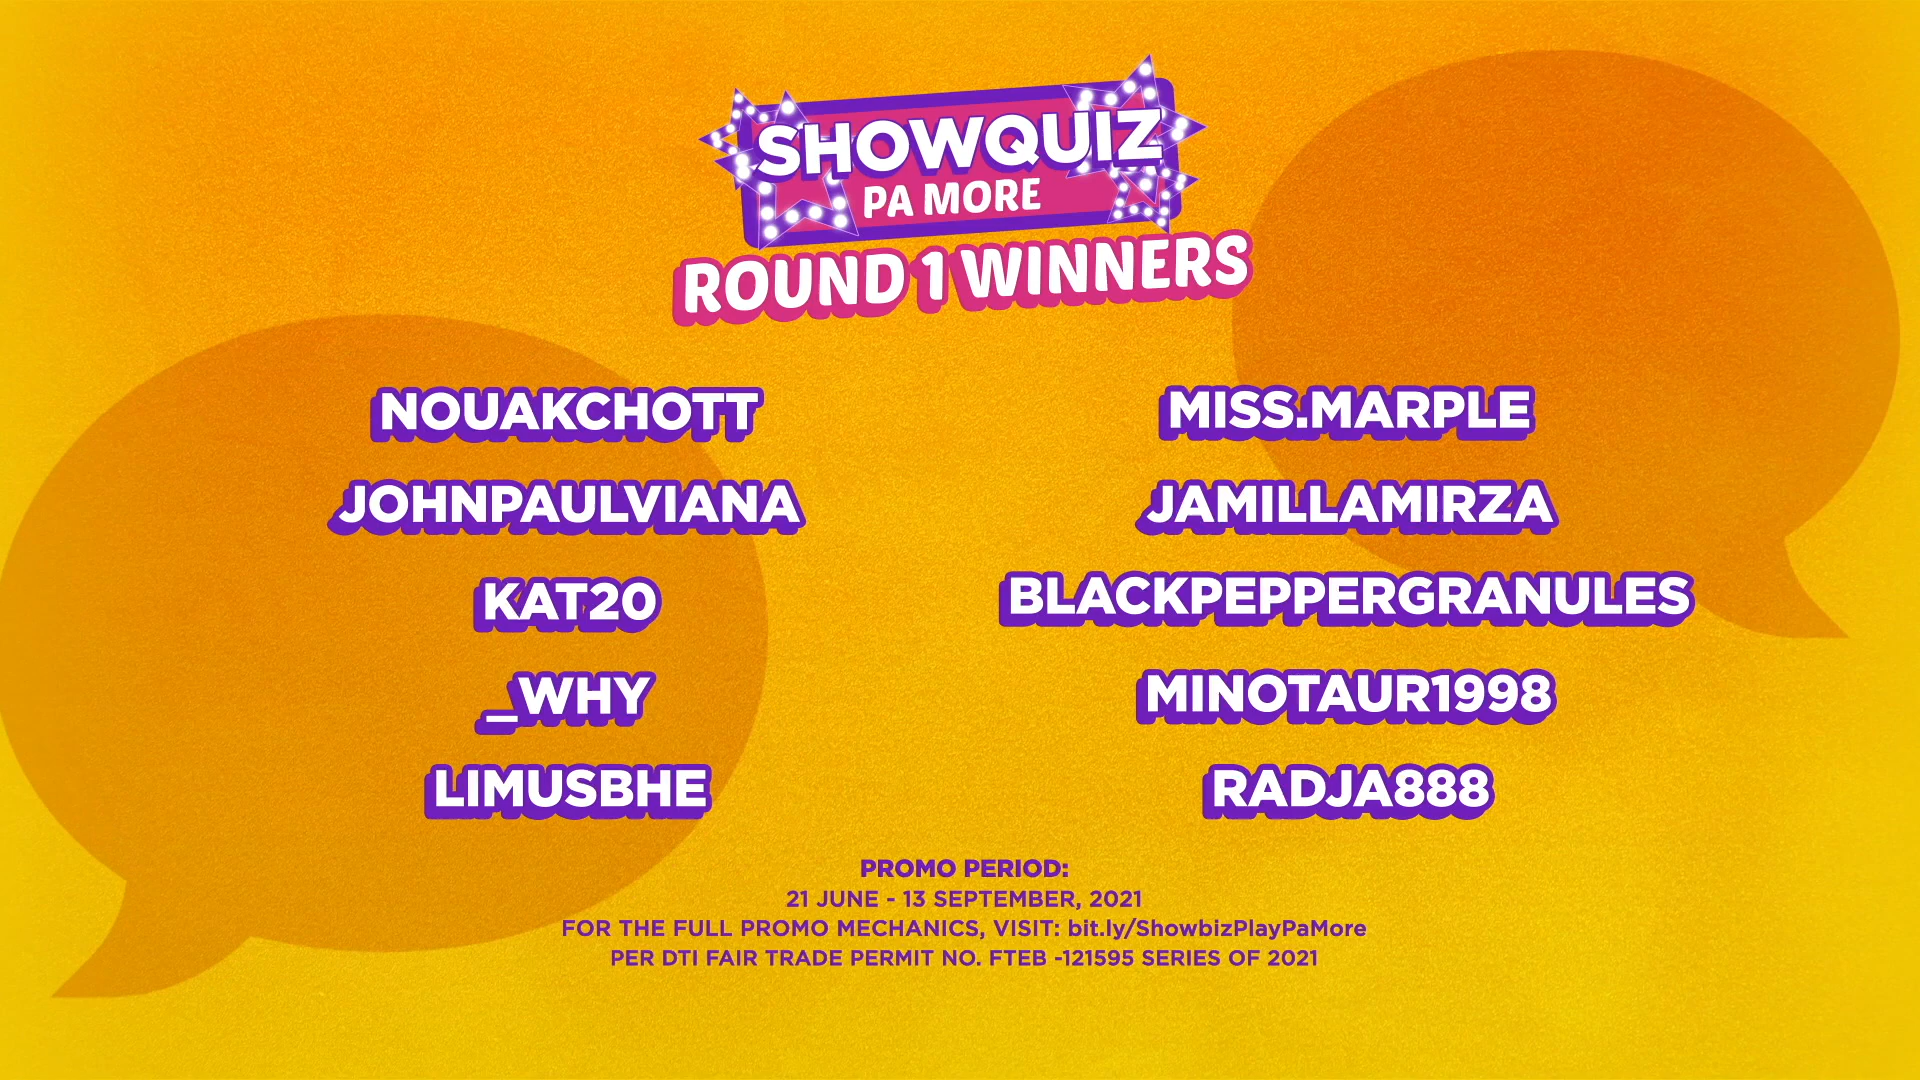 SHOWQUIZ
PA MORE
ROUND 1 WINNERS
NOUAKCHOTT
JOHNPAULVIANA
KAT20
_WHY
LIMUSBHE
MISS.MARPLE
JAMILLAMIRZA
BLACKPEPPERGRANULES
MINOTAUR1998
RADJA888
PROMO PERIOD:
21 JUNE - 13 SEPTEMBER, 2021
FOR THE FULL PROMO MECHANICS, VISIT: bit.ly/ShowbizPlayPaMore
PER DTI FAIR TRADE PERMIT NO. FTEB -121595 SERIES OF 2021